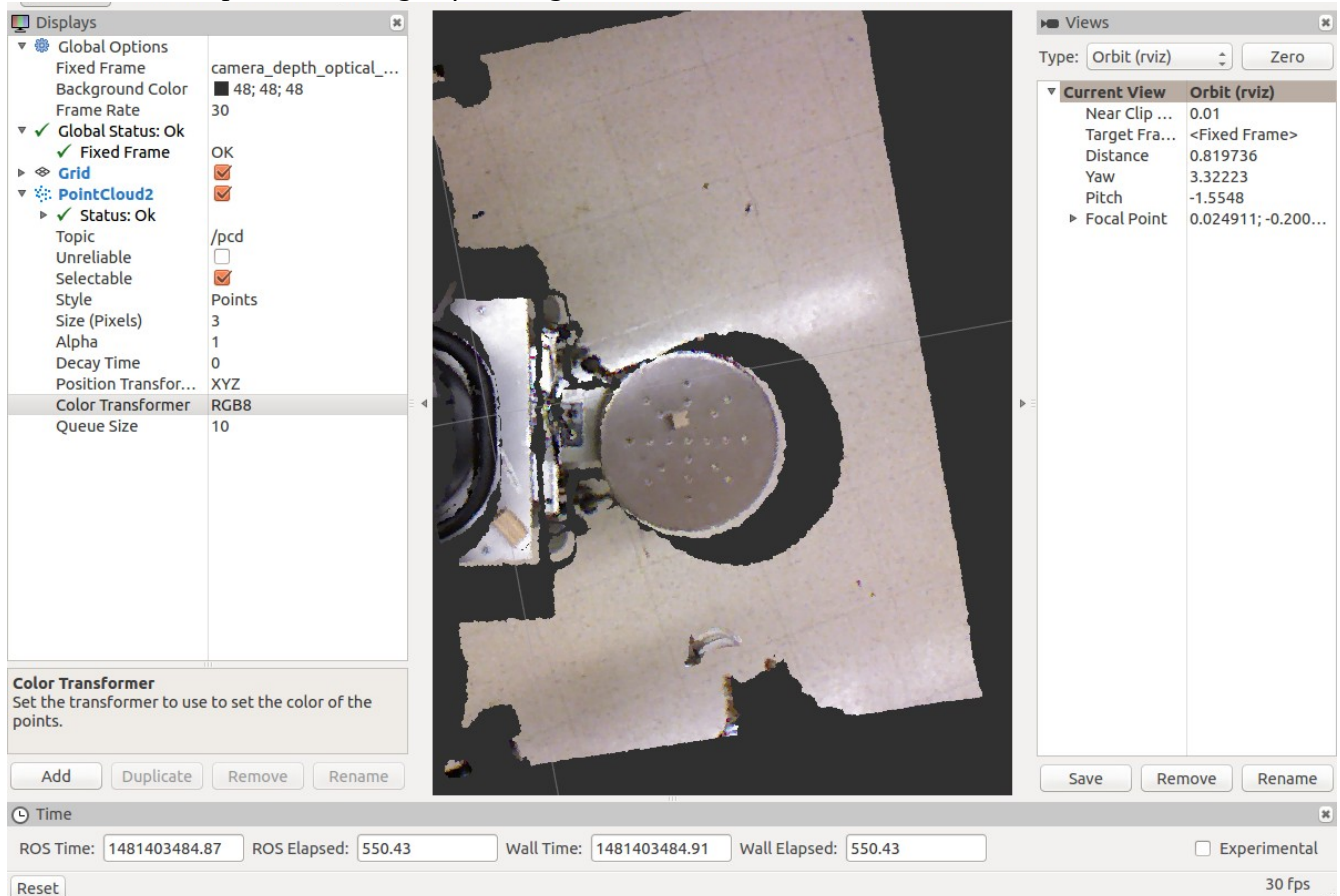 Displays
Global Options
Fixed Frame camera_depth_optical_...
Background Color 48; 48; 48
Frame Rate 30
Global Status: Ok
Fixed Frame OK
Grid
PointCloud2
Status: Ok
Topic /pcd
Unreliable
Selectable
Style Points
Size (Pixels) 3
Alpha 1
Decay Time 0
Position Transfor... XYZ
Color Transformer RGB8
Queue Size 10
Color Transformer
Set the transformer to use to set the color of the
points.
Add Duplicate Remove Rename
Views
Type: Orbit (rviz) Zero
Current View Orbit (rviz)
Near Clip ... 0.01
Target Fra... <Fixed Frame>
Distance 0.819736
Yaw 3.32223
Pitch -1.5548
Focal Point 0.024911; -0.200...
Save Remove Rename
Time
ROS Time: 1481403484.87 ROS Elapsed: 550.43 Wall Time: 1481403484.91 Wall Elapsed: 550.43 Experimental
Reset 30 fps